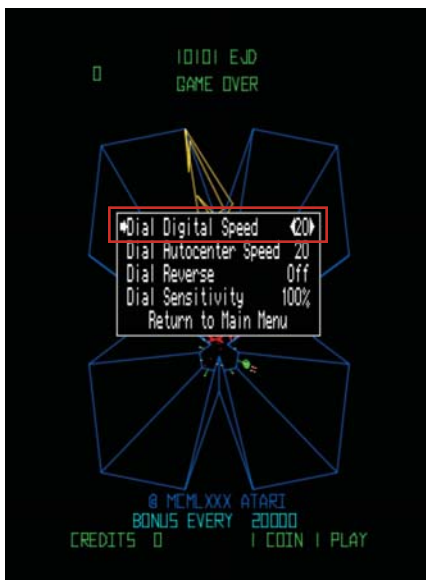 10101 EJD
0
GAME OVER
Dial Digital Speed 20
Dial Autocenter Speed 20
Dial Reverse Off
Dial Sensitivity 100%
Return to Main Menu
© MCMLXXX ATARI
BONUS EVERY 20000
CREDITS 0 1 COIN 1 PLAY